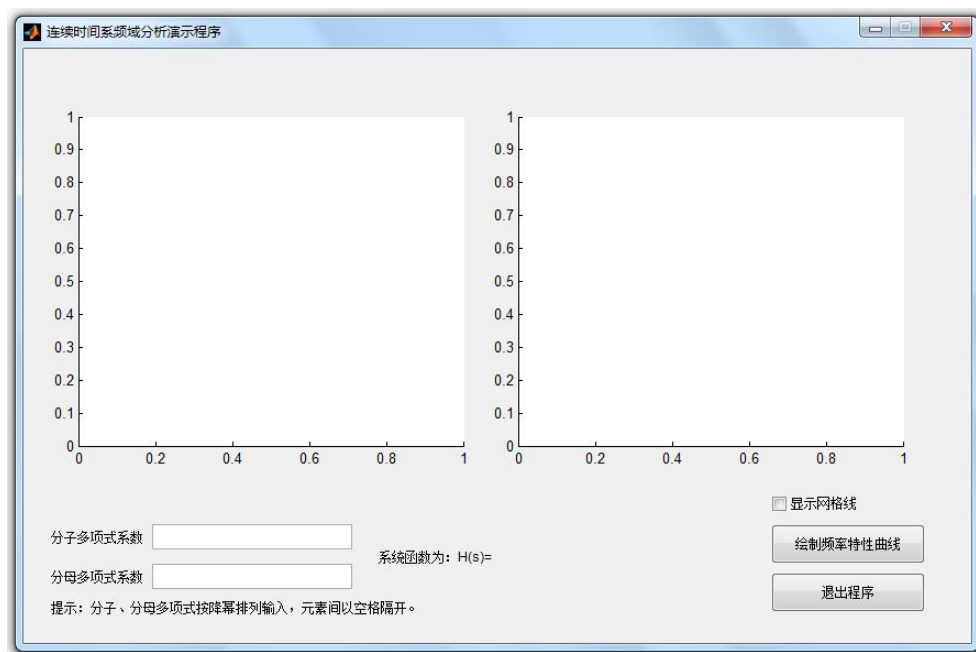 连续时间系频域分析演示程序
1
0.9
0.8
0.7
0.6
0.5
0.4
0.3
0.2
0.1
0
0 0.2 0.4 0.6 0.8 1
1
0.9
0.8
0.7
0.6
0.5
0.4
0.3
0.2
0.1
0
0 0.2 0.4 0.6 0.8 1
显示网格线
分子多项式系数
绘制频率特性曲线
系统函数为：H(s)=
分母多项式系数
退出程序
提示：分子、分母多项式按降幂排列输入，元素间以空格隔开。